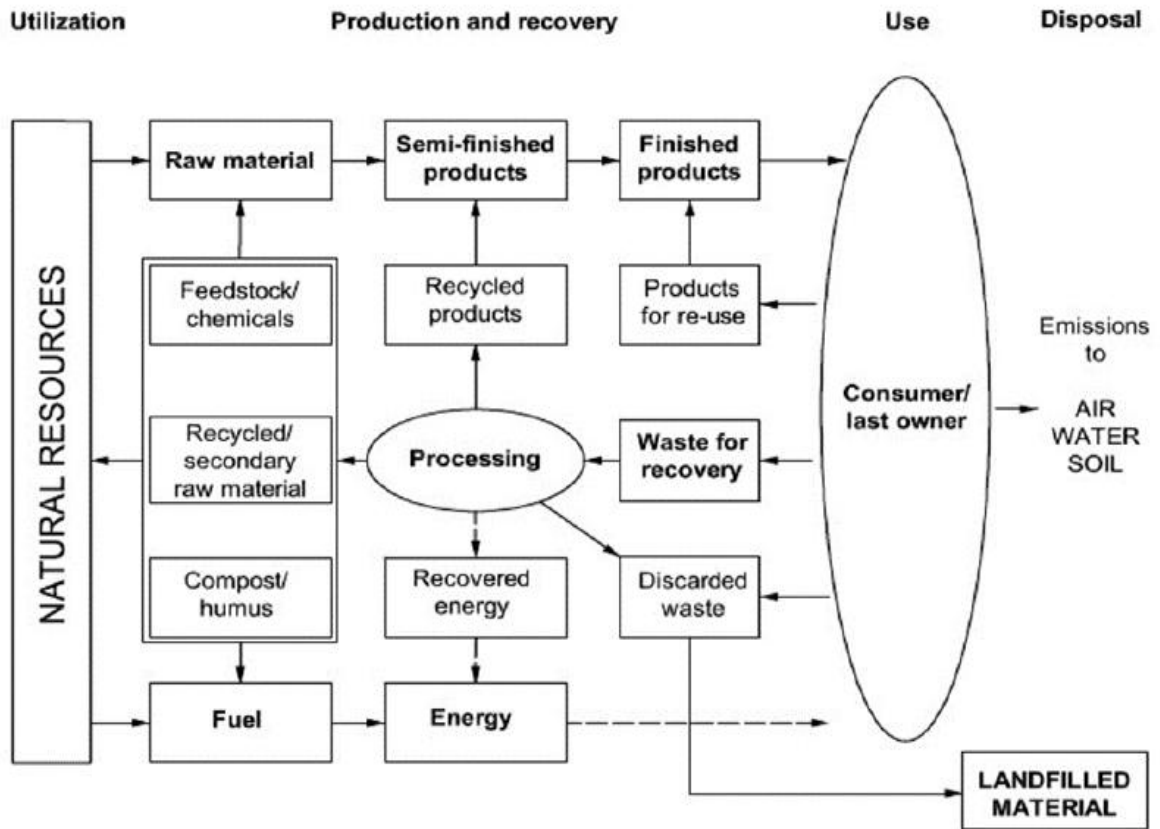 Utilization
Production and recovery
Use
Disposal
Raw material
Semi-finished
products
Finished
products
NATURAL RESOURCES
Feedstock/
chemicals
Recycled
products
Products
for re-use
Emissions
to
AIR
WATER
SOIL
Consumer/
last owner
Recycled/
secondary
raw material
Processing
Waste for
recovery
Compost/
humus
Recovered
energy
Discarded
waste
Fuel
Energy
LANDFILLED
MATERIAL